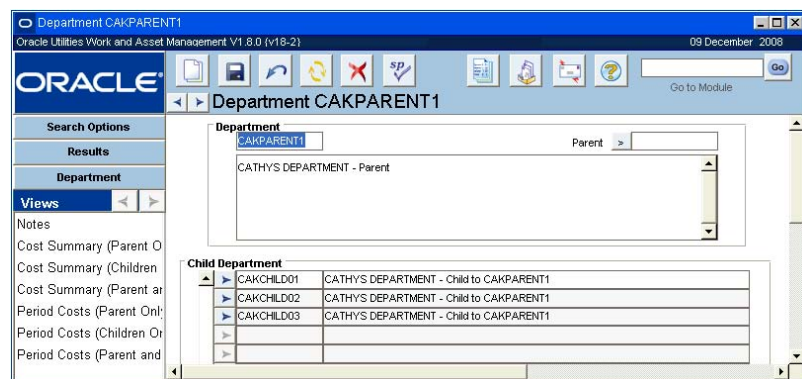 Department CAKPARENT1
Oracle Utilities Work and Asset Management V1.8.0 (v18-2)
09 December 2008
ORACLE
Go
Go to Module
Department CAKPARENT1
Search Options
Results
Department
Views
Notes
Cost Summary (Parent O
Cost Summary (Children
Cost Summary (Parent ar
Period Costs (Parent Only
Period Costs (Children Or
Period Costs (Parent and
Department
CAKPARENT1
Parent
CATHYS DEPARTMENT - Parent
Child Department
CAKCHILD01 CATHYS DEPARTMENT - Child to CAKPARENT1
CAKCHILD02 CATHYS DEPARTMENT - Child to CAKPARENT1
CAKCHILD03 CATHYS DEPARTMENT - Child to CAKPARENT1